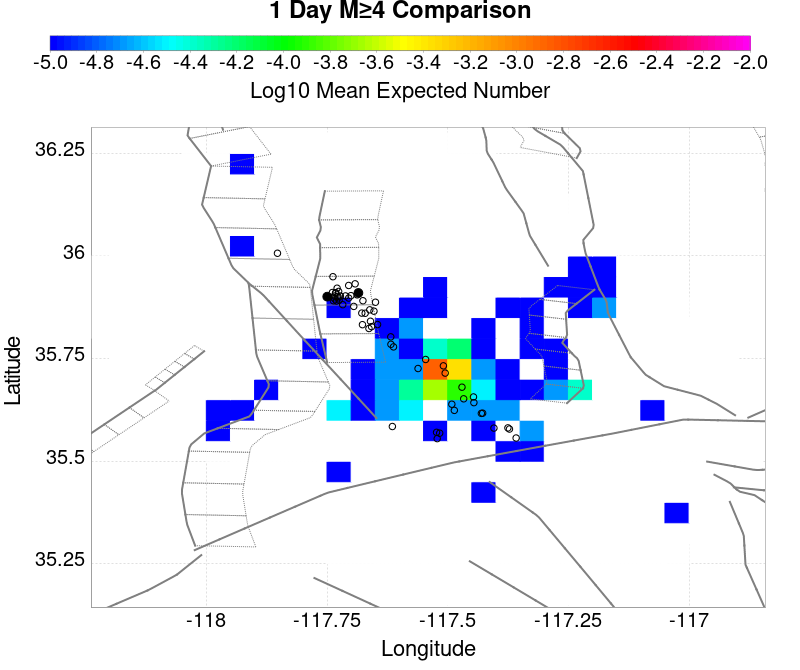 1 Day M≥4 Comparison
-5.0 -4.8 -4.6 -4.4 -4.2 -4.0 -3.8 -3.6 -3.4 -3.2 -3.0 -2.8 -2.6 -2.4 -2.2 -2.0
Log10 Mean Expected Number
36.25
36
35.75
35.5
35.25
Latitude
-118 -117.75 -117.5 -117.25 -117
Longitude